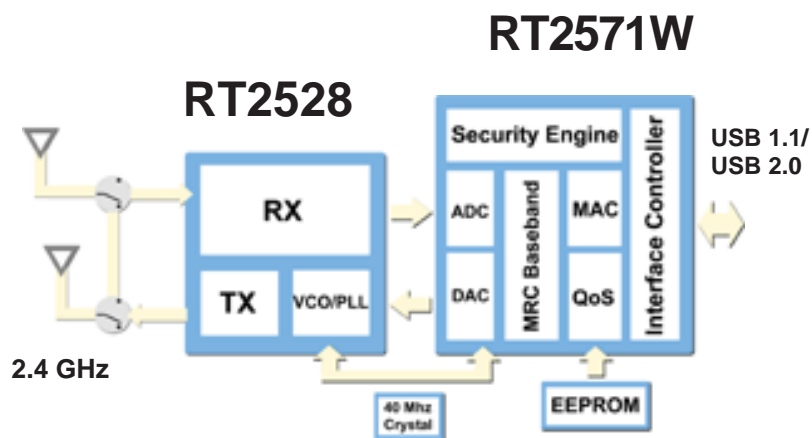 RT2571W
RT2528
Security Engine
Interface Controller
USB 1.1/
USB 2.0
RX
ADC
MRC Baseband
MAC
TX
VCO/PLL
DAC
QoS
2.4 GHz
40 Mhz
Crystal
EEPROM